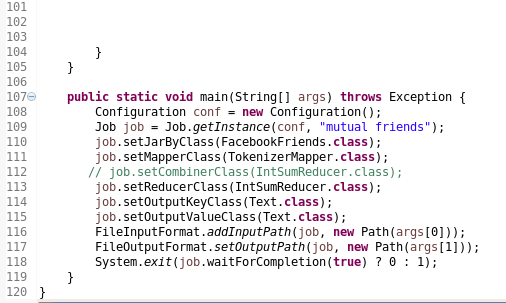 101
102
103
104        }
105    }
106
107    public static void main(String[] args) throws Exception {
108        Configuration conf = new Configuration();
109        Job job = Job.getInstance(conf, "mutual friends");
110        job.setJarByClass(FacebookFriends.class);
111        job.setMapperClass(TokenizerMapper.class);
112       // job.setCombinerClass(IntSumReducer.class);
113        job.setReducerClass(IntSumReducer.class);
114        job.setOutputKeyClass(Text.class);
115        job.setOutputValueClass(Text.class);
116        FileInputFormat.addInputPath(job, new Path(args[0]));
117        FileOutputFormat.setOutputPath(job, new Path(args[1]));
118        System.exit(job.waitForCompletion(true) ? 0 : 1);
119    }
120 }